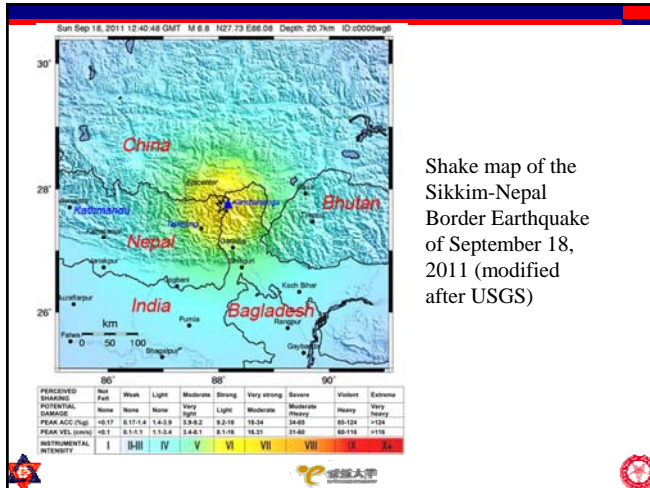 Sun Sep 18, 2011 12:40:48 GMT M 6.8 N27.73 E88.08 Depth: 20.7km ID:c0005wg6
30°
28°
26°
86°
88°
90°
China
Epicenter
Kanchanjunga
Kathmandu
Bhutan
Nepal
Siliguri
Janakpur
Jogbani
Koch Bihar
India
Bagladesh
Purnia
Rangpur
km
0 50 100
Bhagalpur
Shake map of the
Sikkim-Nepal
Border Earthquake
of September 18,
2011 (modified
after USGS)
PERCEIVED SHAKING Not Felt Weak Light Moderate Strong Very strong Severe Violent Extreme
POTENTIAL DAMAGE None None None Very light Light Moderate Moderate/Heavy Heavy Very heavy
PEAK ACC (%g) <0.17 0.17-1.4 1.4-3.9 3.9-9.2 9.2-18 18-34 34-65 65-124 >124
PEAK VEL (cm/s) <0.1 0.1-1.1 1.1-3.4 3.4-8.1 8.1-16 16-31 31-60 60-116 >116
INSTRUMENTAL INTENSITY I II-III IV V VI VII VIII IX X+